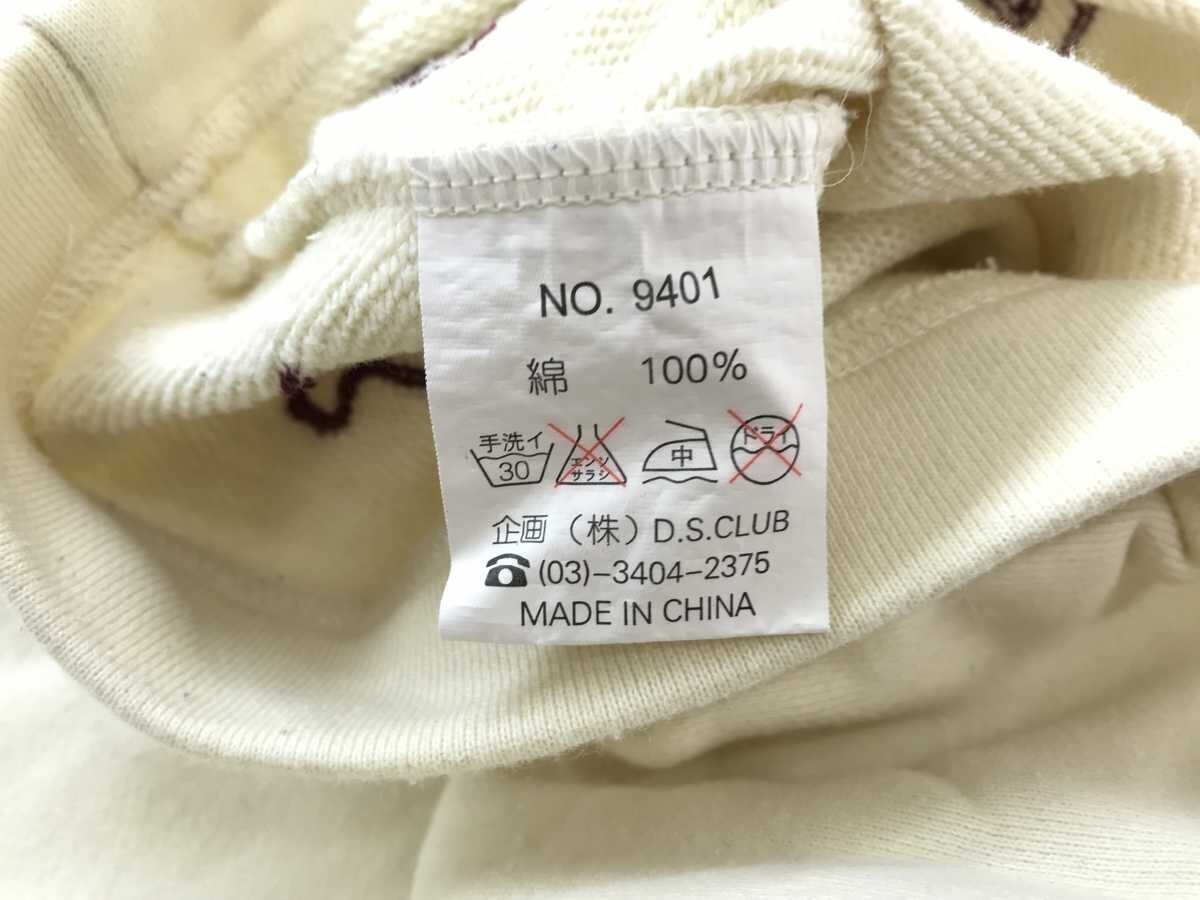 NO. 9401
綿 100%
手洗イ 30 エンソ サラシ 中 ドライ
企画 (株) D.S.CLUB
☎ (03)-3404-2375
MADE IN CHINA